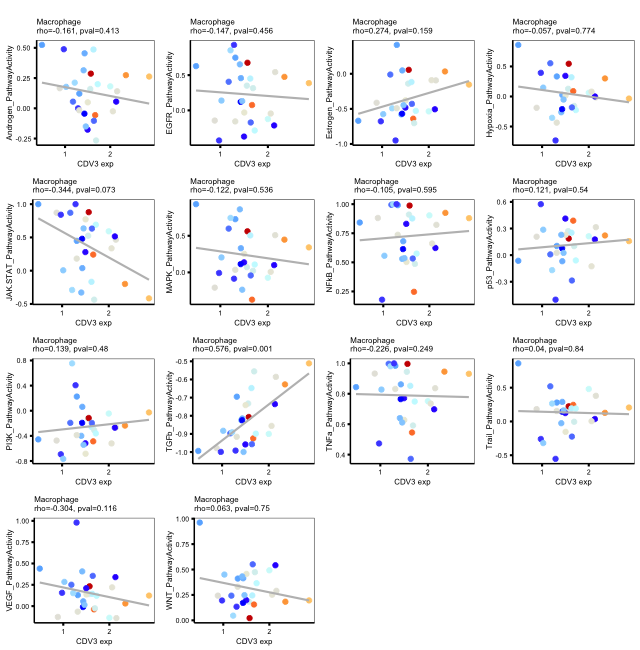 Macrophage
rho=-0.161, pval=0.413
Androgen_PathwayActivity
0.50
0.25
0.00
-0.25
1
2
CDV3 exp
Macrophage
rho=-0.147, pval=0.456
EGFR_PathwayActivity
0.5
0.0
1
2
CDV3 exp
Macrophage
rho=0.274, pval=0.159
Estrogen_PathwayActivity
0.0
-0.5
-1.0
1
2
CDV3 exp
Macrophage
rho=-0.057, pval=0.774
Hypoxia_PathwayActivity
0.5
0.0
-0.5
1
2
CDV3 exp
Macrophage
rho=-0.344, pval=0.073
JAK.STAT_PathwayActivity
1.0
0.5
0.0
-0.5
1
2
CDV3 exp
Macrophage
rho=-0.122, pval=0.536
MAPK_PathwayActivity
0.5
0.0
1
2
CDV3 exp
Macrophage
rho=-0.105, pval=0.595
NFkB_PathwayActivity
1.00
0.75
0.50
0.25
1
2
CDV3 exp
Macrophage
rho=0.121, pval=0.54
p53_PathwayActivity
0.6
0.3
0.0
-0.3
1
2
CDV3 exp
Macrophage
rho=0.139, pval=0.48
PI3K_PathwayActivity
0.8
0.4
0.0
-0.4
-0.8
1
2
CDV3 exp
Macrophage
rho=0.576, pval=0.001
TGFb_PathwayActivity
-0.5
-0.6
-0.7
-0.8
-0.9
-1.0
1
2
CDV3 exp
Macrophage
rho=-0.226, pval=0.249
TNFa_PathwayActivity
1.0
0.8
0.6
0.4
1
2
CDV3 exp
Macrophage
rho=0.04, pval=0.84
Trail_PathwayActivity
0.5
0.0
-0.5
1
2
CDV3 exp
Macrophage
rho=-0.304, pval=0.116
VEGF_PathwayActivity
1.00
0.75
0.50
0.25
0.00
1
2
CDV3 exp
Macrophage
rho=0.063, pval=0.75
WNT_PathwayActivity
1.00
0.75
0.50
0.25
0.00
1
2
CDV3 exp